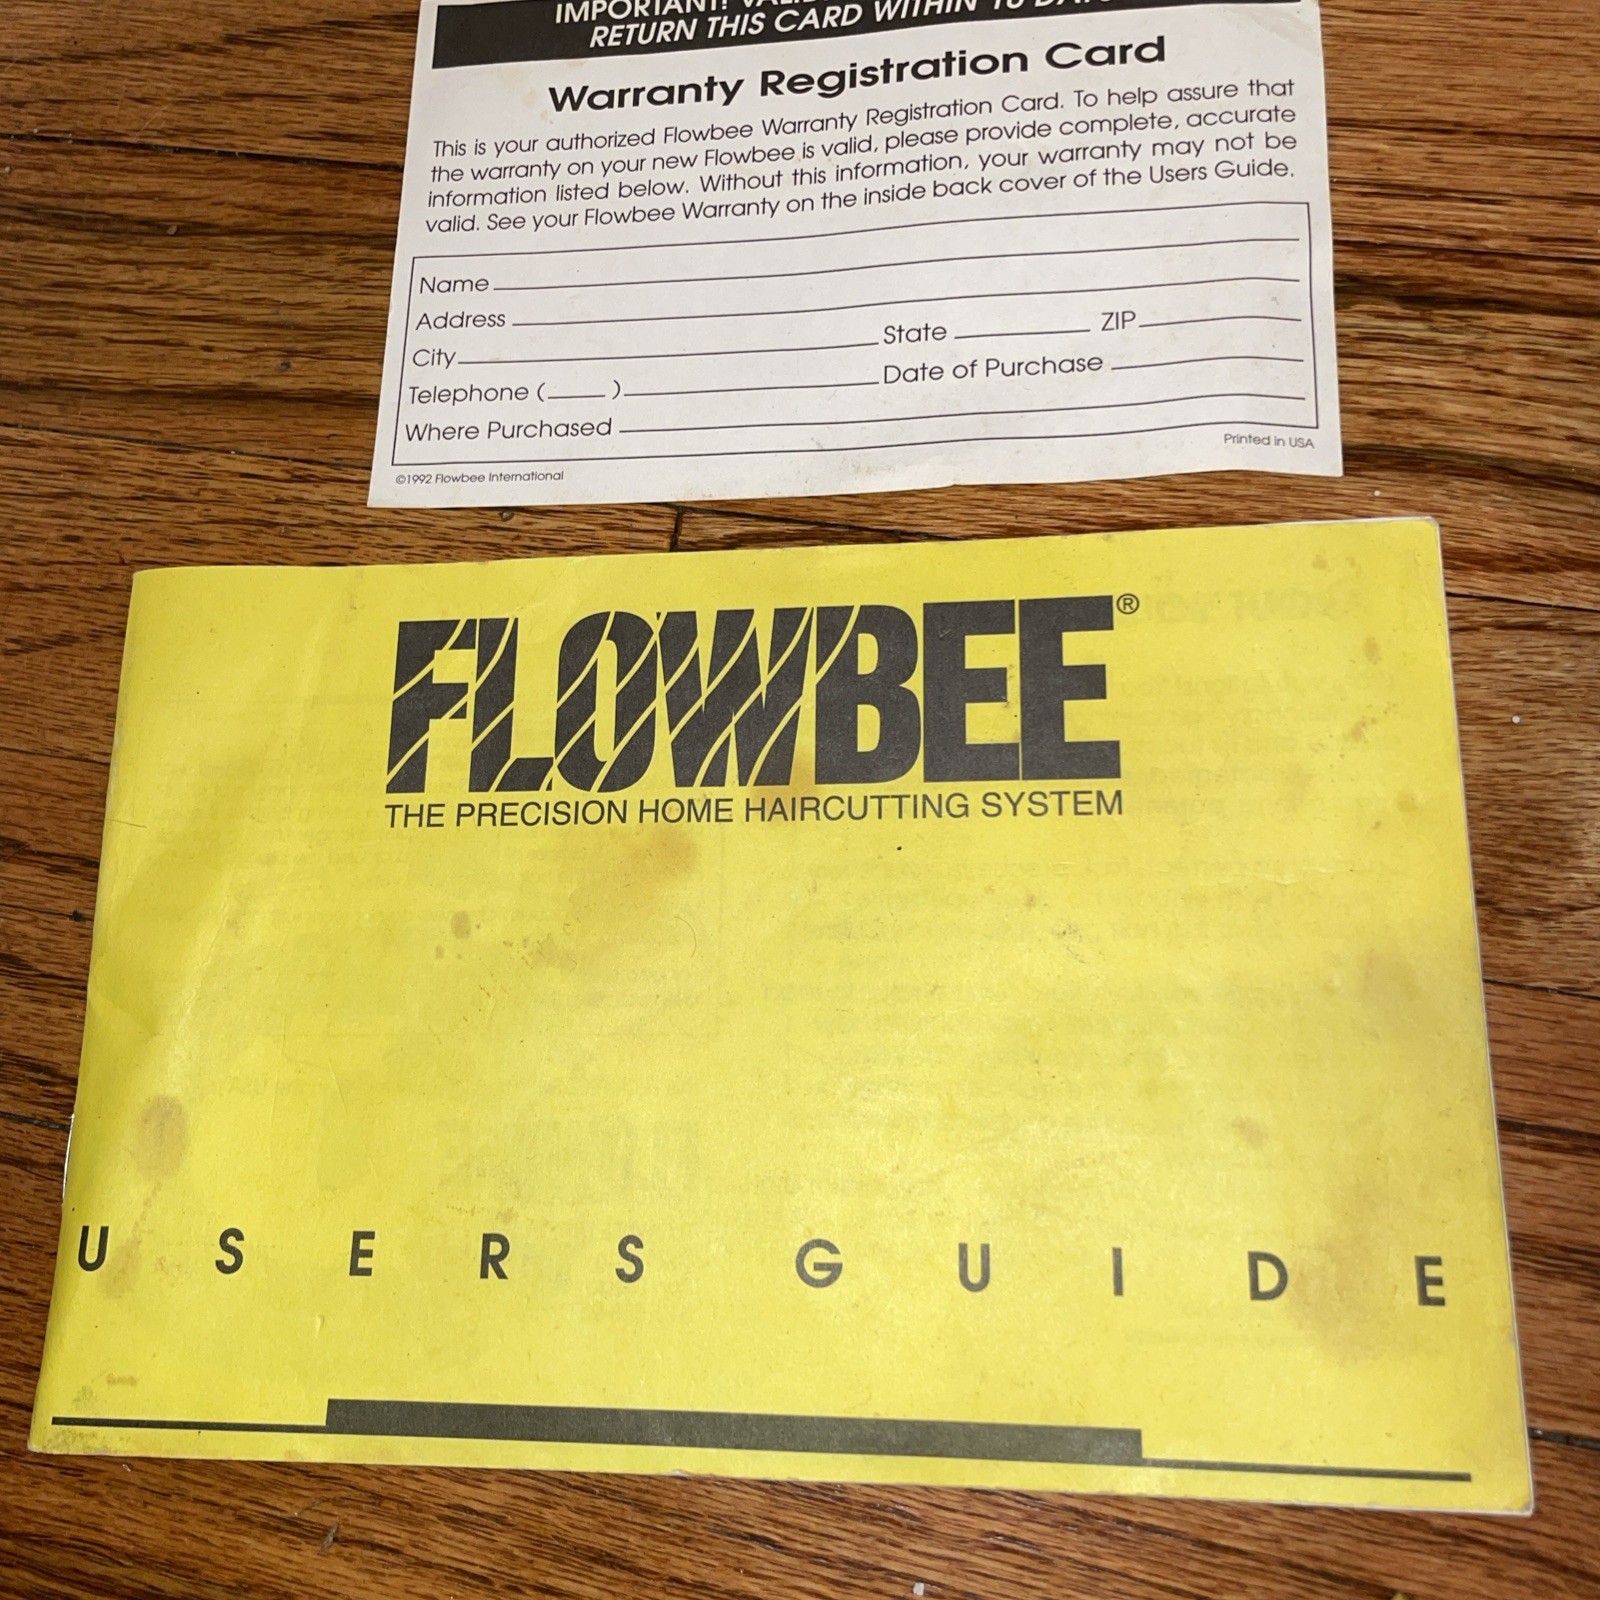 IMPORTANT!
RETURN THIS CARD WITHIN 10
Warranty Registration Card
This is your authorized Flowbee Warranty Registration Card. To help assure that
the warranty on your new Flowbee is valid, please provide complete, accurate
information listed below. Without this information, your warranty may not be
valid. See your Flowbee Warranty on the inside back cover of the Users Guide.
Name
Address
City State ZIP
Telephone ( ) Date of Purchase
Where Purchased
©1992 Flowbee International Printed in USA
FLOWBEE®
THE PRECISION HOME HAIRCUTTING SYSTEM
USERS GUIDE